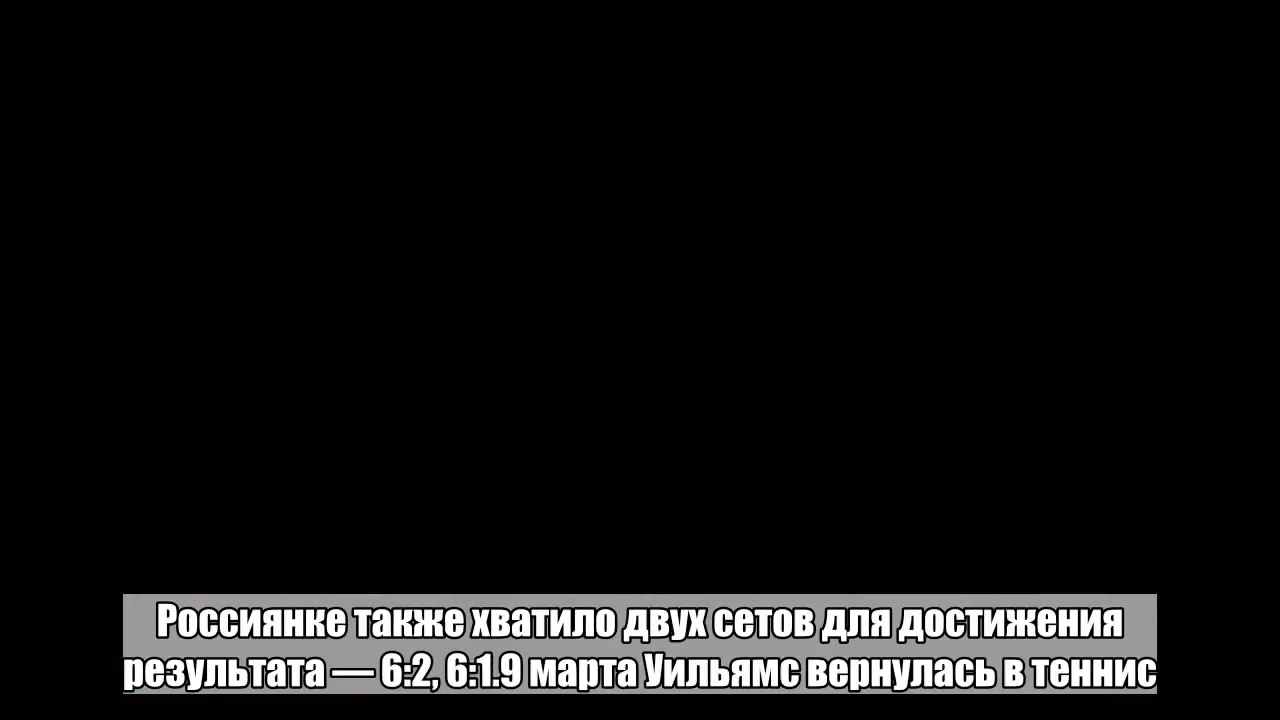 Россиянке также хватило двух сетов для достижения
результата — 6:2, 6:1.9 марта Уильямс вернулась в теннис